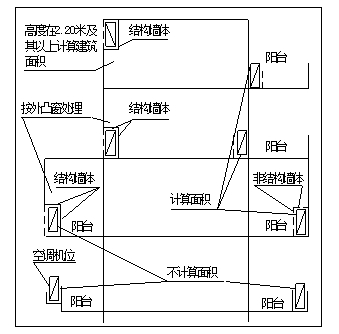 高度在2.20米及
其以上计算建筑
面积
结构墙体
阳台
按外凸窗处理
结构墙体
阳台
结构墙体
非结构墙体
计算面积
阳台
阳台
空调机位
不计算面积
阳台
阳台